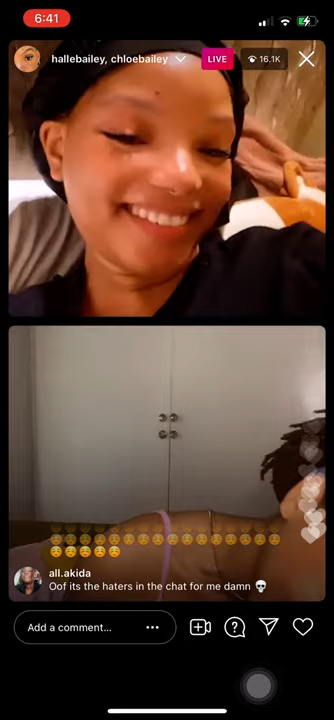 6:41
hallebailey, chloebailey
LIVE
16.1K
all.akida
Oof its the haters in the chat for me damn 💀
Add a comment...